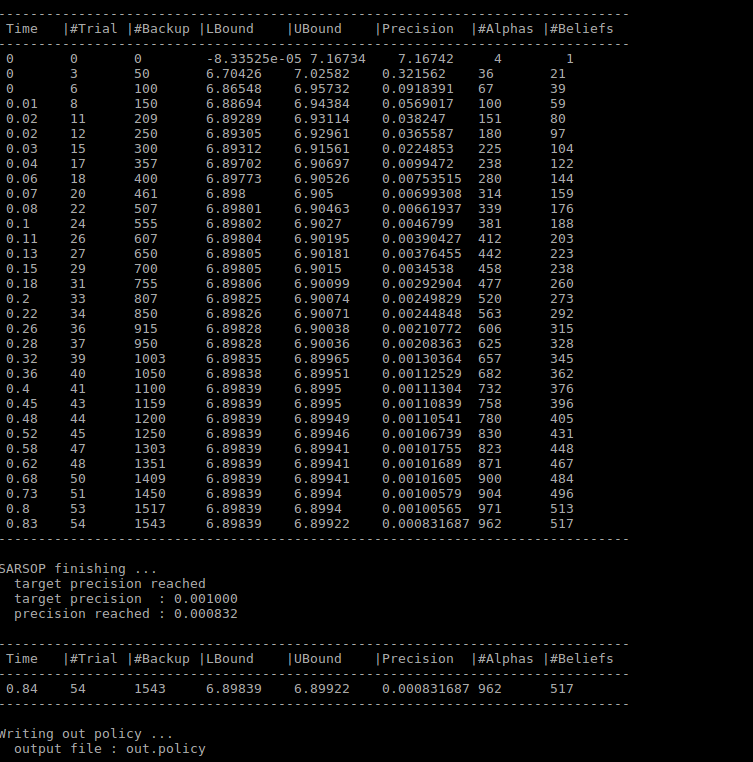 -------------------------------------------------------------------------------
 Time   |#Trial |#Backup |LBound    |UBound    |Precision  |#Alphas |#Beliefs
-------------------------------------------------------------------------------
 0       0       0        -8.33525e-05 7.16734    7.16742     4        1
 0       3       50       6.70426    7.02582    0.321562    36       21
 0       6       100      6.86548    6.95732    0.0918391   67       39
 0.01    8       150      6.88694    6.94384    0.0569017   100      59
 0.02    11      209      6.89289    6.93114    0.038247    151      80
 0.02    12      250      6.89305    6.92961    0.0365587   180      97
 0.03    15      300      6.89312    6.91561    0.0224853   225      104
 0.04    17      357      6.89702    6.90697    0.0099472   238      122
 0.06    18      400      6.89773    6.90526    0.00753515  280      144
 0.07    20      461      6.898      6.905      0.00699308  314      159
 0.08    22      507      6.89801    6.90463    0.00661937  339      176
 0.1     24      555      6.89802    6.9027     0.0046799   381      188
 0.11    26      607      6.89804    6.90195    0.00390427  412      203
 0.13    27      650      6.89805    6.90181    0.00376455  442      223
 0.15    29      700      6.89805    6.9015     0.0034538   458      238
 0.18    31      755      6.89806    6.90099    0.00292904  477      260
 0.2     33      807      6.89825    6.90074    0.00249829  520      273
 0.22    34      850      6.89826    6.90071    0.00244848  563      292
 0.26    36      915      6.89828    6.90038    0.00210772  606      315
 0.28    37      950      6.89828    6.90036    0.00208363  625      328
 0.32    39      1003     6.89835    6.89965    0.00130364  657      345
 0.36    40      1050     6.89838    6.89951    0.00112529  682      362
 0.4     41      1100     6.89839    6.8995     0.00111304  732      376
 0.45    43      1159     6.89839    6.8995     0.00110839  758      396
 0.48    44      1200     6.89839    6.89949    0.00110541  780      405
 0.52    45      1250     6.89839    6.89946    0.00106739  830      431
 0.58    47      1303     6.89839    6.89941    0.00101755  823      448
 0.62    48      1351     6.89839    6.89941    0.00101689  871      467
 0.68    50      1409     6.89839    6.89941    0.00101605  900      484
 0.73    51      1450     6.89839    6.8994     0.00100579  904      496
 0.8     53      1517     6.89839    6.8994     0.00100565  971      513
 0.83    54      1543     6.89839    6.89922    0.000831687 962      517
-------------------------------------------------------------------------------
SARSOP finishing ...
  target precision reached
  target precision  : 0.001000
  precision reached : 0.000832
-------------------------------------------------------------------------------
 Time   |#Trial |#Backup |LBound    |UBound    |Precision  |#Alphas |#Beliefs
-------------------------------------------------------------------------------
 0.84    54      1543     6.89839    6.89922    0.000831687 962      517
-------------------------------------------------------------------------------
Writing out policy ...
  output file : out.policy